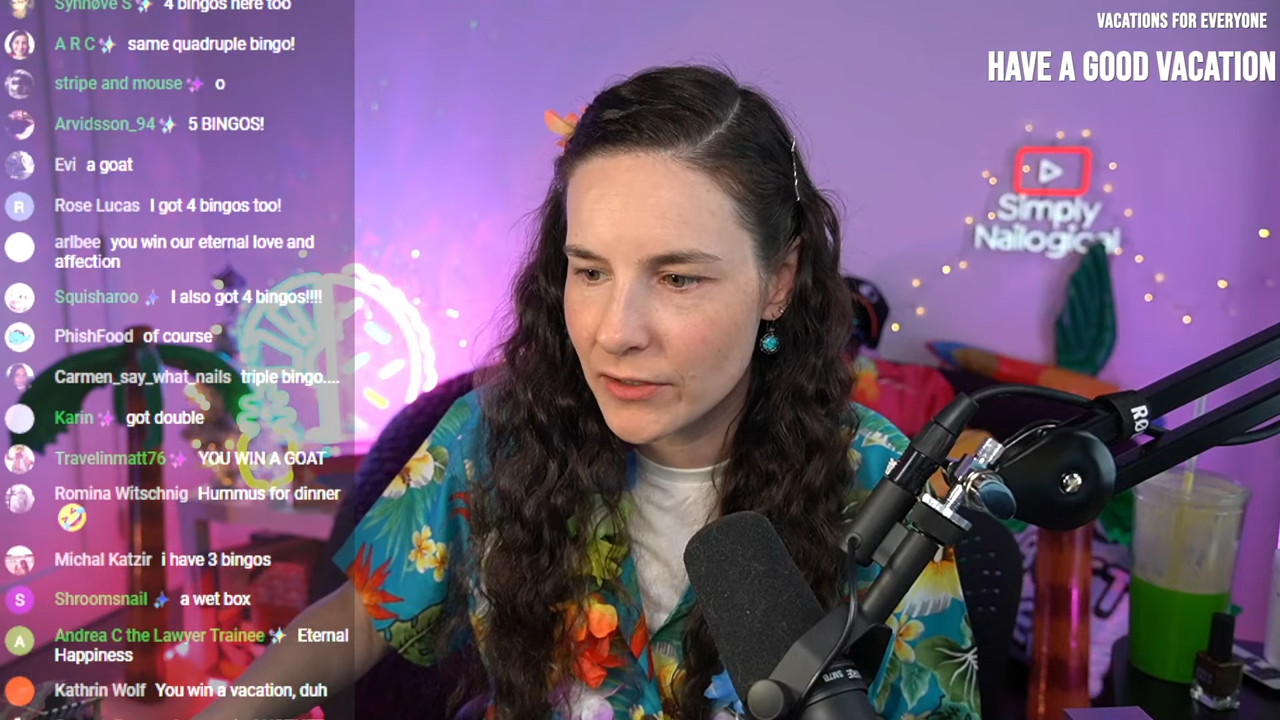 Synnøve S 4 bingos here too
A R C same quadruple bingo!
stripe and mouse o
Arvidsson_94 5 BINGOS!
Evi a goat
R Rose Lucas I got 4 bingos too!
arlbee you win our eternal love and
affection
Squisharoo I also got 4 bingos!!!!
PhishFood of course
Carmen_say_what_nails triple bingo....
Karin got double
Travelinmatt76 YOU WIN A GOAT
Romina Witschnig Hummus for dinner
🤣
Michal Katzir i have 3 bingos
S Shroomsnail a wet box
A Andrea C the Lawyer Trainee Eternal
Happiness
Kathrin Wolf You win a vacation, duh
VACATIONS FOR EVERYONE
HAVE A GOOD VACATION
Simply
Nailogical